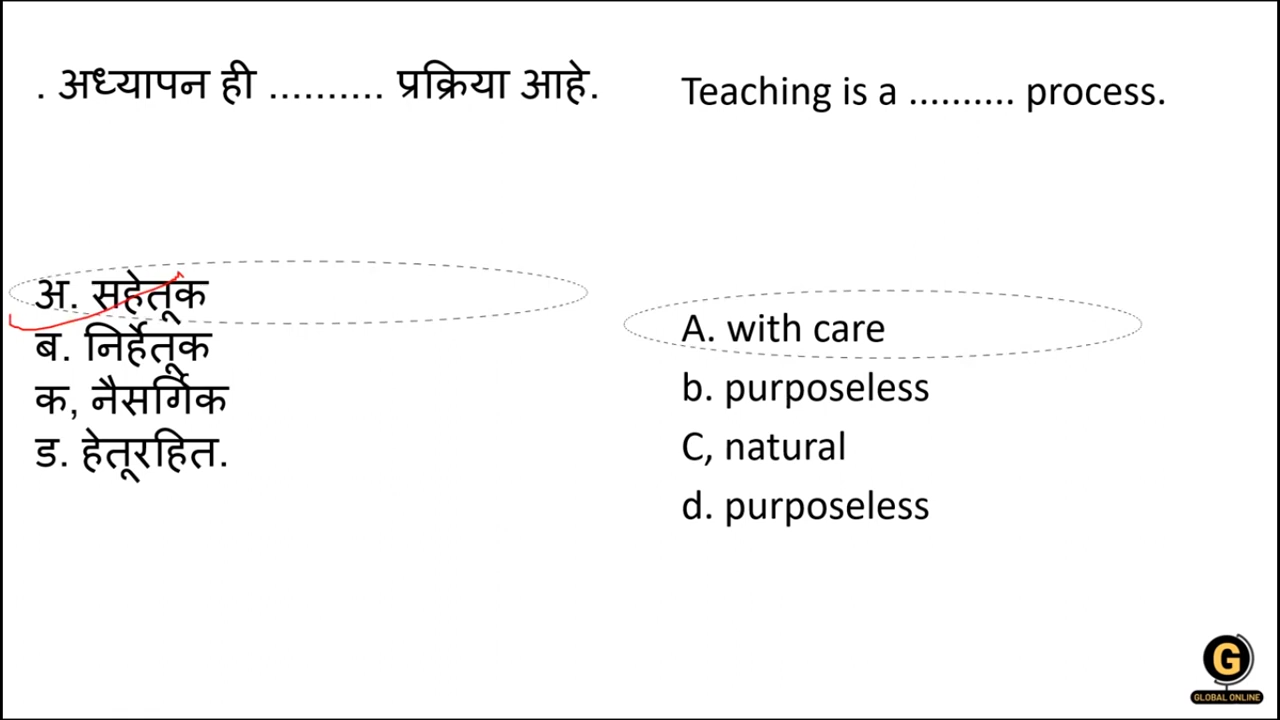 . अध्यापन ही .......... प्रक्रिया आहे.
अ. सहेतूक
ब. निर्हेतूक
क, नैसर्गिक
ड. हेतूरहित.
Teaching is a .......... process.
A. with care
b. purposeless
C, natural
d. purposeless
G
GLOBAL ONLINE